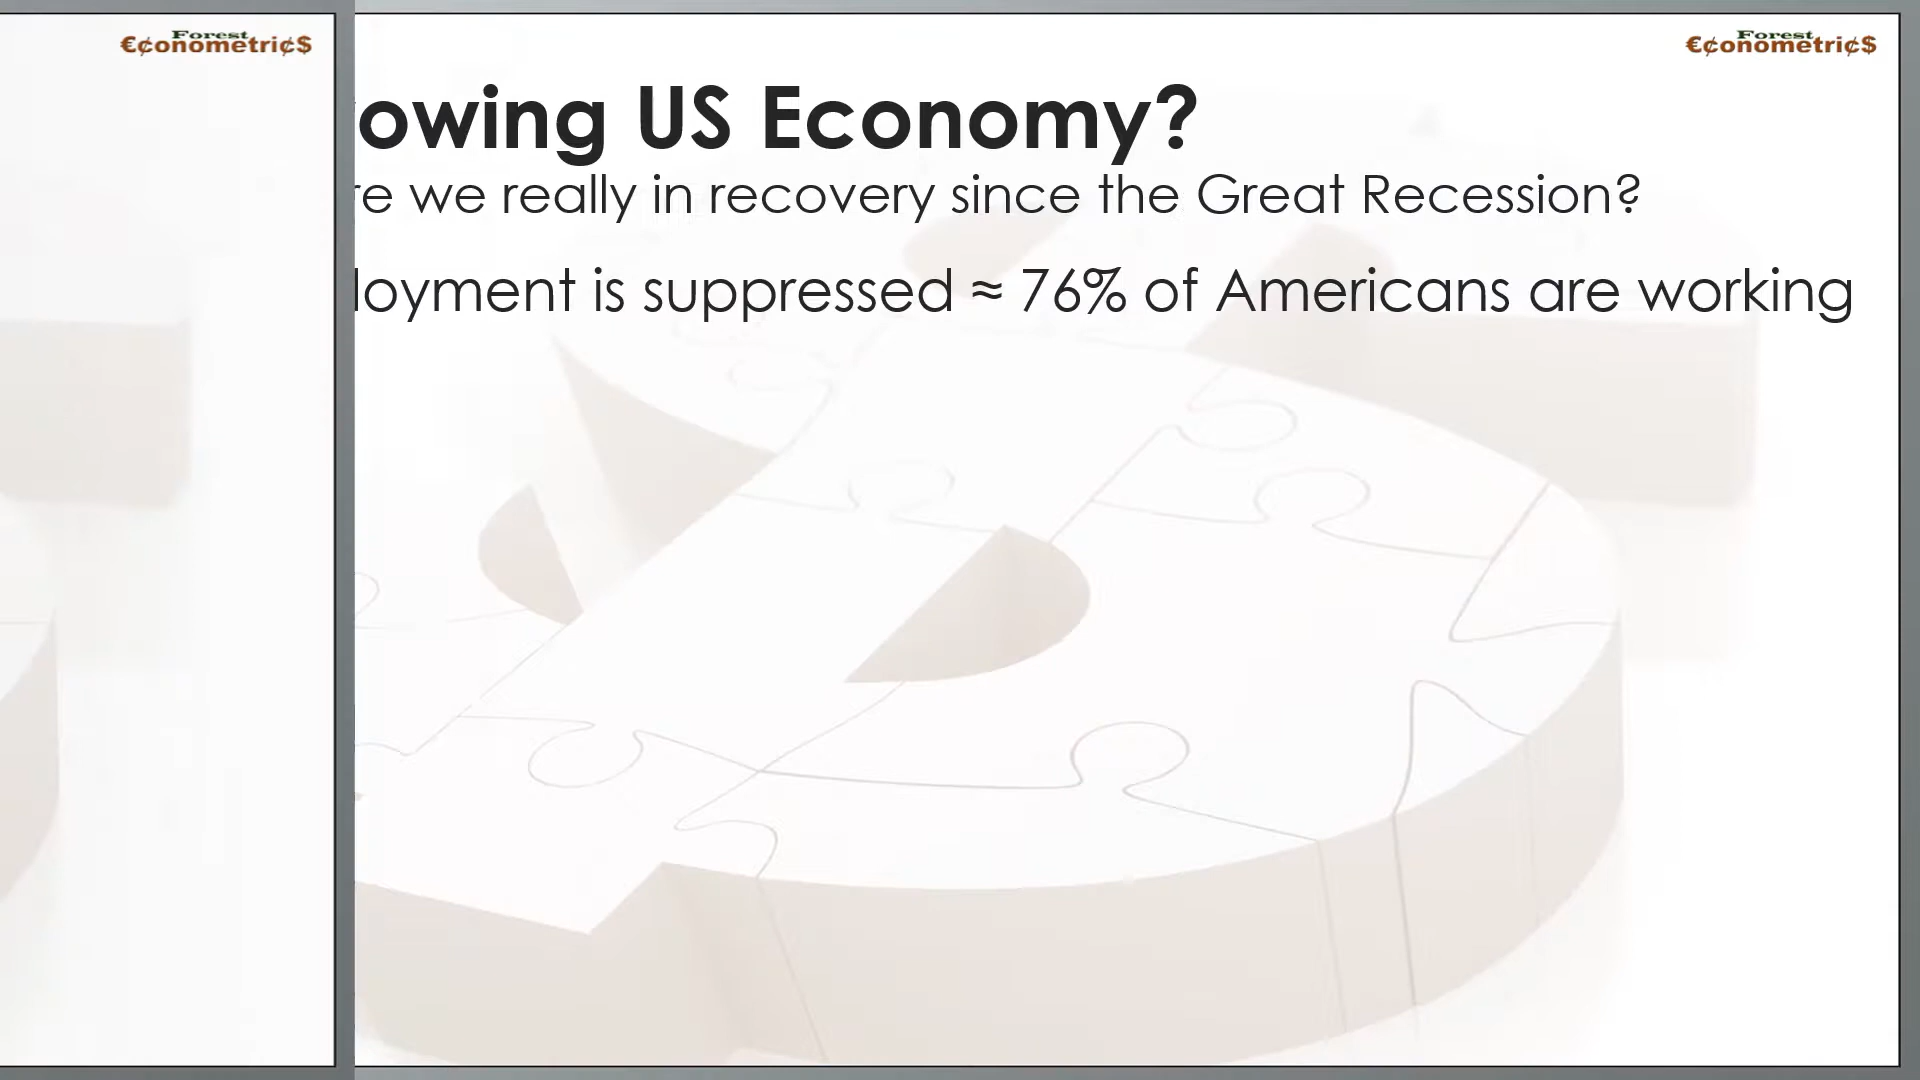 Forest
€¢onometri¢$
Forest
€¢onometri¢$
owing US Economy?
re we really in recovery since the Great Recession?
loyment is suppressed ≈ 76% of Americans are working